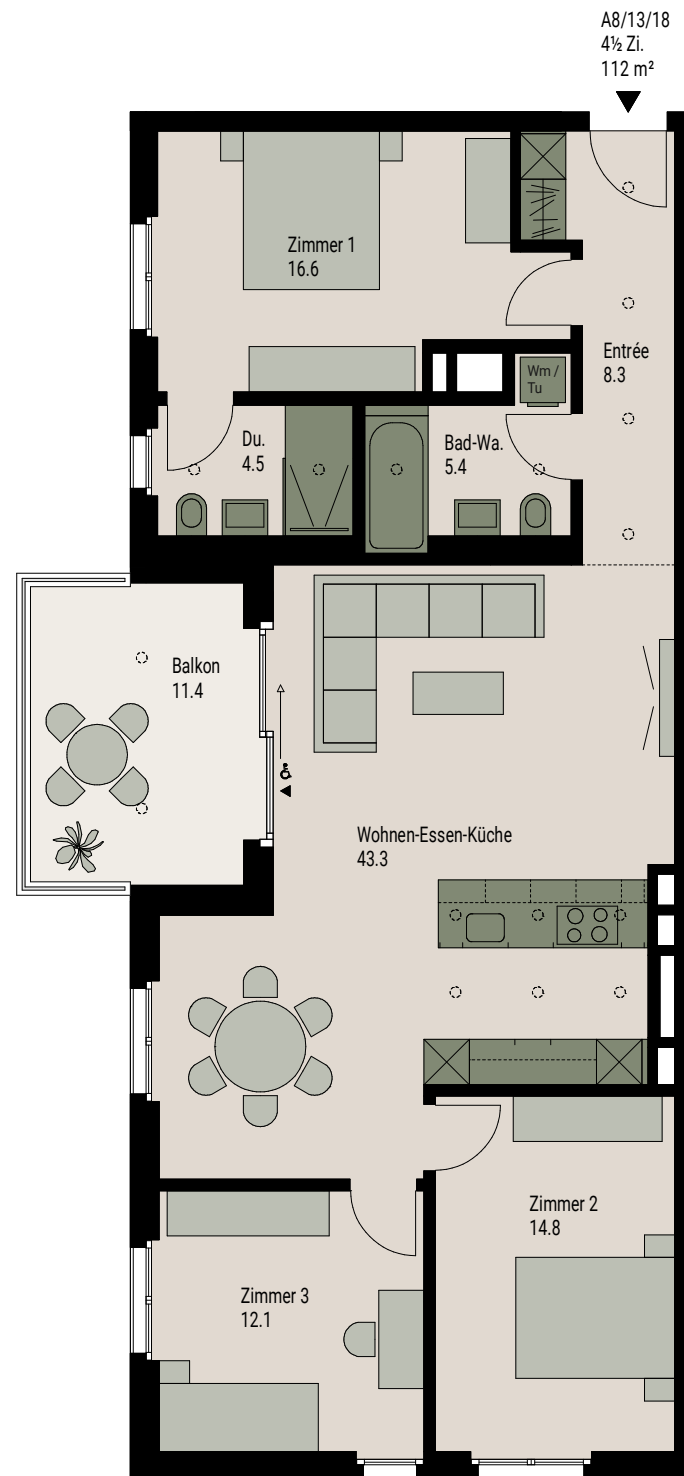 A8/13/18
4½ Zi.
112 m²
Zimmer 1
16.6
Entrée
8.3
Wm /
Tu
Du.
4.5
Bad-Wa.
5.4
Balkon
11.4
Wohnen-Essen-Küche
43.3
Zimmer 2
14.8
Zimmer 3
12.1